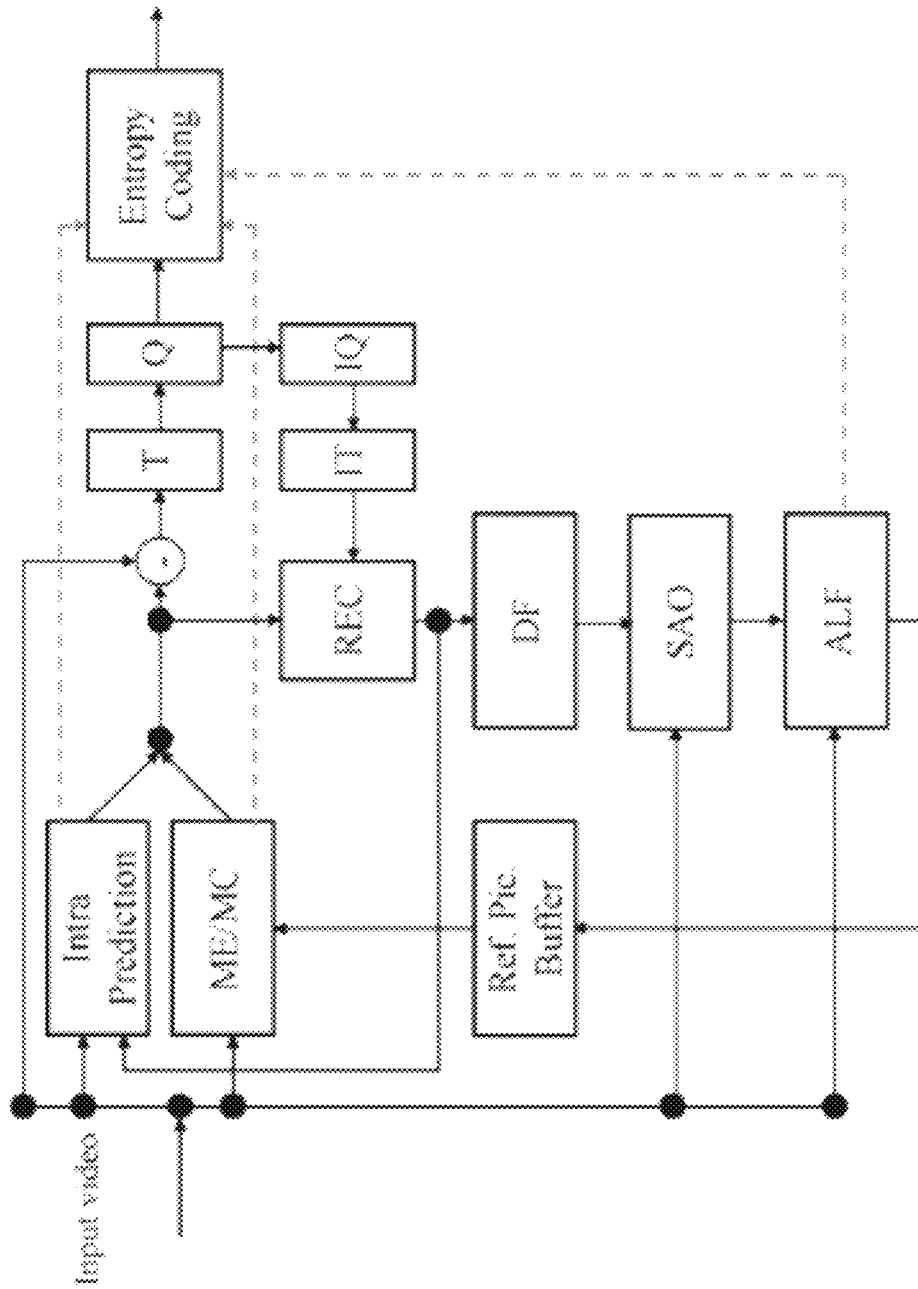 Input video
Intra
Prediction
ME/MC
-
T
Q
Entropy
Coding
REC
IT
IQ
Ref. Pic.
Buffer
DF
SAO
ALF